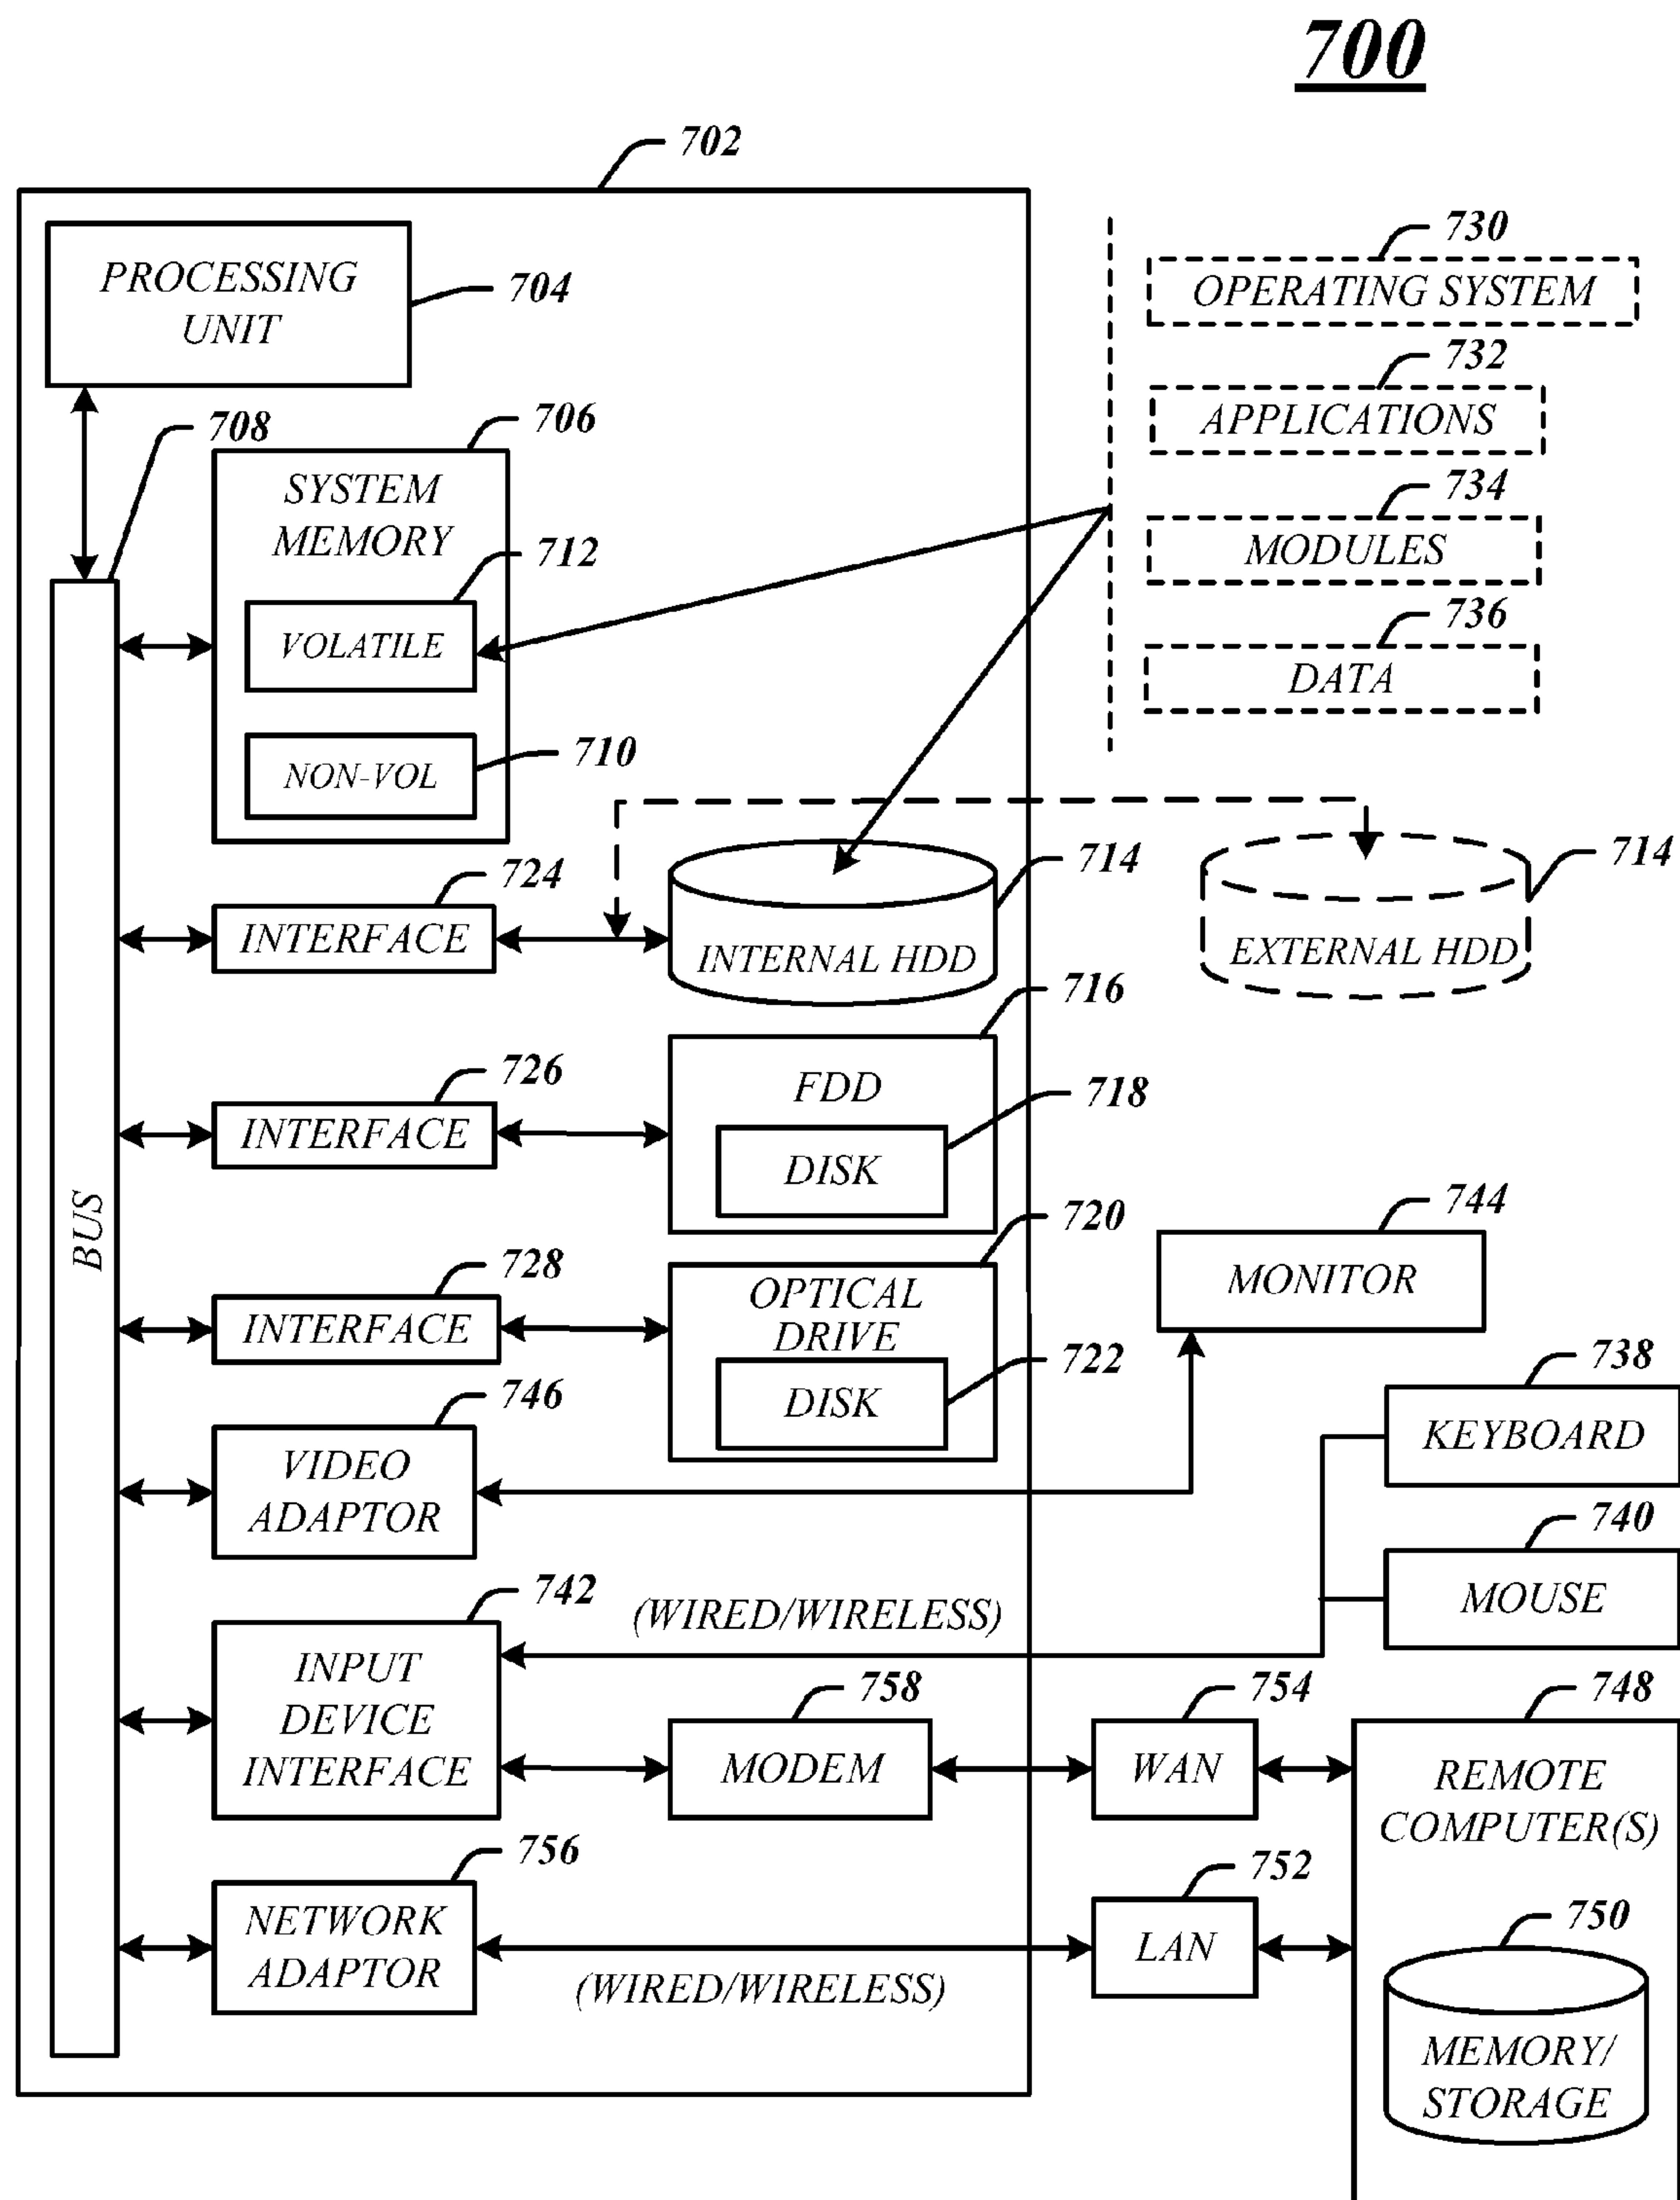 700
702
PROCESSING
UNIT
704
730
OPERATING SYSTEM
732
APPLICATIONS
734
MODULES
736
DATA
708
706
SYSTEM
MEMORY
712
VOLATILE
710
NON-VOL
724
INTERFACE
714
INTERNAL HDD
714
EXTERNAL HDD
716
726
INTERFACE
FDD
718
DISK
BUS
720
728
INTERFACE
OPTICAL
DRIVE
722
DISK
744
MONITOR
738
KEYBOARD
746
VIDEO
ADAPTOR
740
MOUSE
742
(WIRED/WIRELESS)
INPUT
DEVICE
INTERFACE
758
MODEM
754
WAN
748
REMOTE
COMPUTER(S)
756
NETWORK
ADAPTOR
(WIRED/WIRELESS)
752
LAN
750
MEMORY/
STORAGE